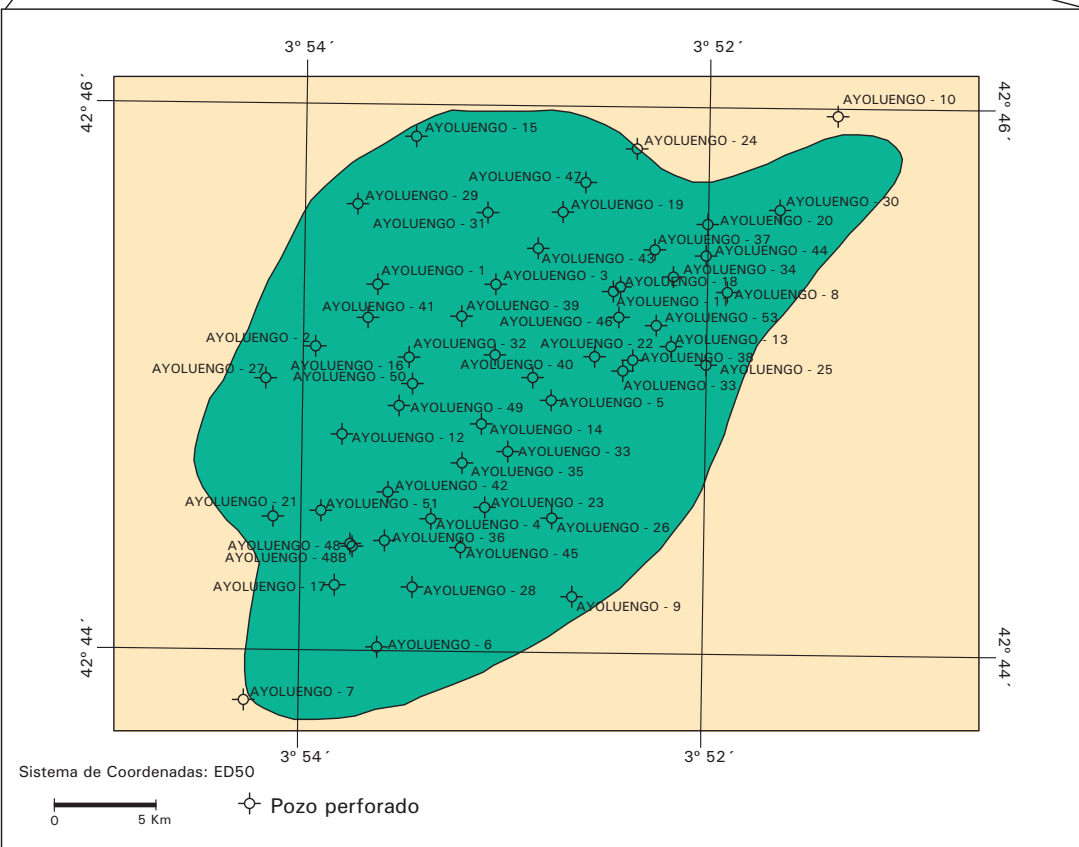 3º 54´
3º 52´
42º 46´
42º 46´
AYOLUENGO - 10
AYOLUENGO - 15
AYOLUENGO - 24
AYOLUENGO - 47
AYOLUENGO - 29
AYOLUENGO - 30
AYOLUENGO - 19
AYOLUENGO - 31
AYOLUENGO - 20
AYOLUENGO - 37
AYOLUENGO - 44
AYOLUENGO - 43
AYOLUENGO - 1
AYOLUENGO - 3
AYOLUENGO - 34
AYOLUENGO - 18
AYOLUENGO - 8
AYOLUENGO - 11
AYOLUENGO - 41
AYOLUENGO - 39
AYOLUENGO - 46
AYOLUENGO - 53
AYOLUENGO - 2
AYOLUENGO - 32
AYOLUENGO - 22
AYOLUENGO - 13
AYOLUENGO - 38
AYOLUENGO - 27
AYOLUENGO - 16
AYOLUENGO - 40
AYOLUENGO - 25
AYOLUENGO - 50
AYOLUENGO - 33
AYOLUENGO - 49
AYOLUENGO - 5
AYOLUENGO - 14
AYOLUENGO - 12
AYOLUENGO - 33
AYOLUENGO - 35
AYOLUENGO - 42
AYOLUENGO - 21
AYOLUENGO - 51
AYOLUENGO - 23
AYOLUENGO - 4
AYOLUENGO - 26
AYOLUENGO - 36
AYOLUENGO - 48
AYOLUENGO - 48B
AYOLUENGO - 45
AYOLUENGO - 17
AYOLUENGO - 28
AYOLUENGO - 9
AYOLUENGO - 6
42º 44´
42º 44´
AYOLUENGO - 7
3º 54´
3º 52´
Sistema de Coordenadas: ED50
0
5 Km
Pozo perforado